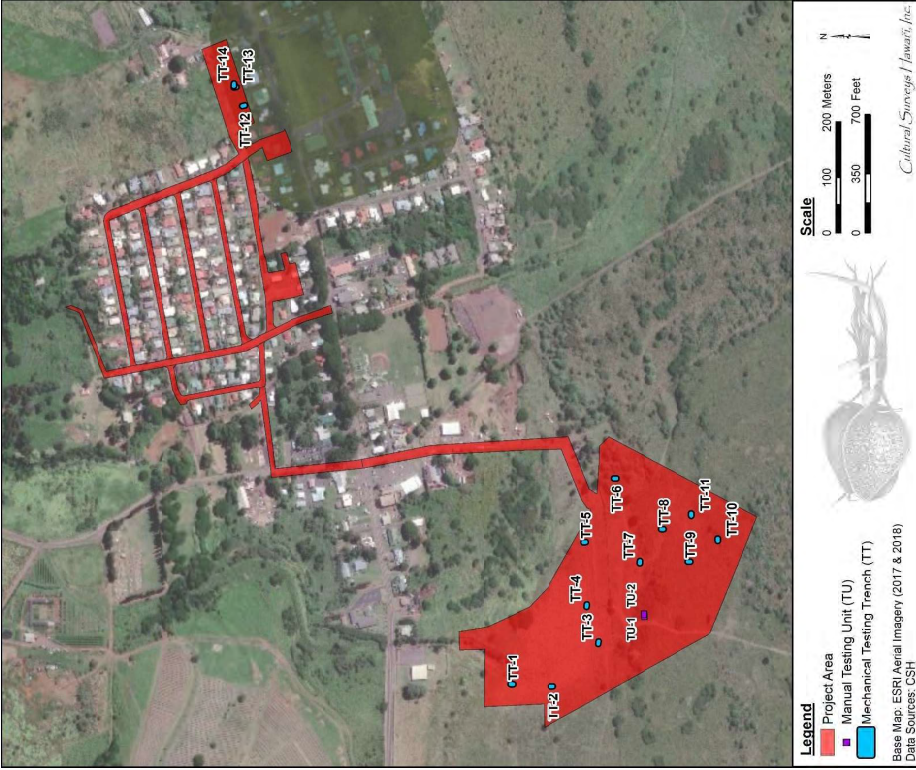 TT-14
TT-13
TT-12
TT-6
TT-11
TT-5
TT-8
TT-10
TT-7
TT-9
TT-4
TU-2
TT-3
TU-1
TT-1
TT-2
Legend
Project Area
Manual Testing Unit (TU)
Mechanical Testing Trench (TT)
Base Map: ESRI Aerial Imagery (2017 & 2018)
Data Sources: CSH
Scale
0 100 200 Meters
0 350 700 Feet
N
Cultural Surveys Hawai'i, Inc.